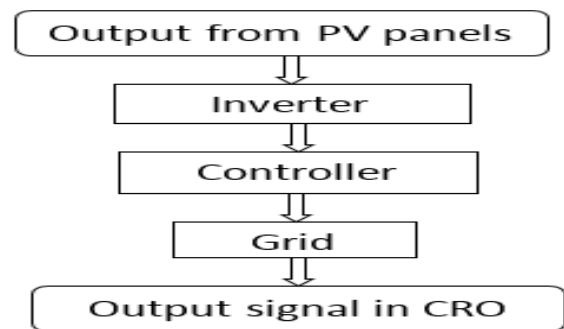 Output from PV panels
Inverter
Controller
Grid
Output signal in CRO